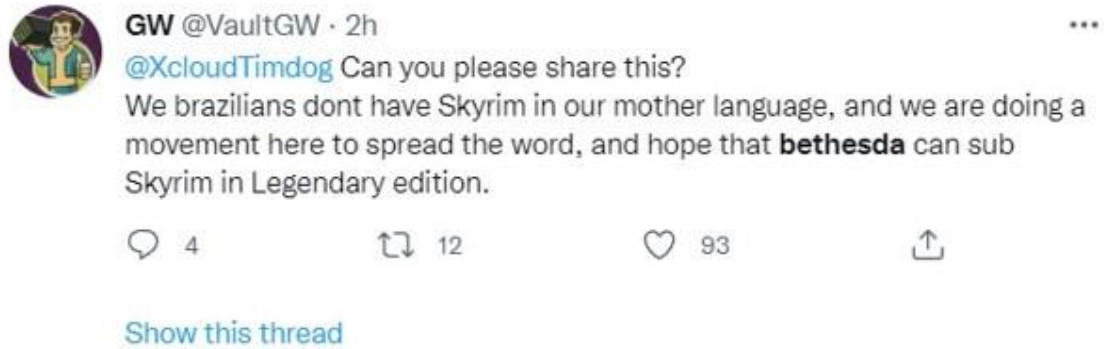 GW @VaultGW · 2h
@XcloudTimdog Can you please share this?
We brazilians dont have Skyrim in our mother language, and we are doing a
movement here to spread the word, and hope that bethesda can sub
Skyrim in Legendary edition.
4 12 93
Show this thread